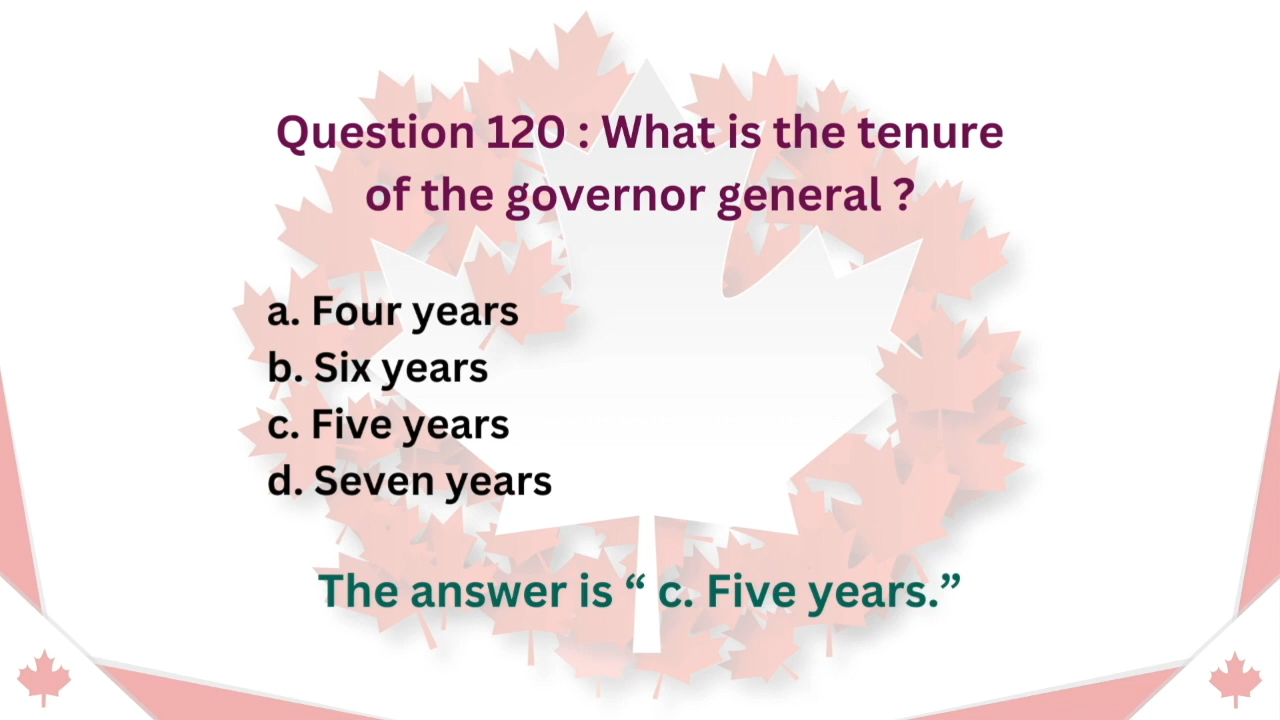 Question 120 : What is the tenure
of the governor general ?
a. Four years
b. Six years
c. Five years
d. Seven years
The answer is “ c. Five years.”